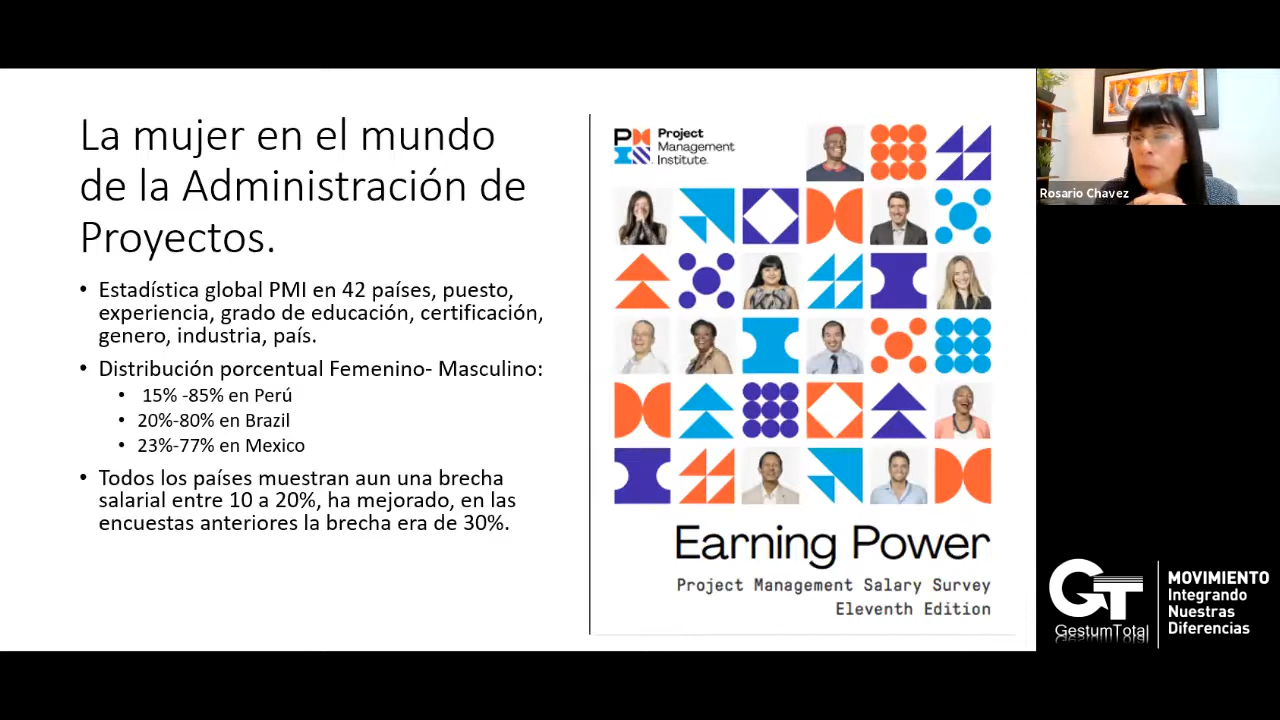 La mujer en el mundo
de la Administración de
Proyectos.
• Estadística global PMI en 42 países, puesto,
experiencia, grado de educación, certificación,
genero, industria, país.
• Distribución porcentual Femenino- Masculino:
• 15% -85% en Perú
• 20%-80% en Brazil
• 23%-77% en Mexico
• Todos los países muestran aun una brecha
salarial entre 10 a 20%, ha mejorado, en las
encuestas anteriores la brecha era de 30%.
Project
Management
Institute.
Earning Power
Project Management Salary Survey
Eleventh Edition
Rosario Chavez
GT
GestumTotal
MOVIMIENTO
Integrando
Nuestras
Diferencias